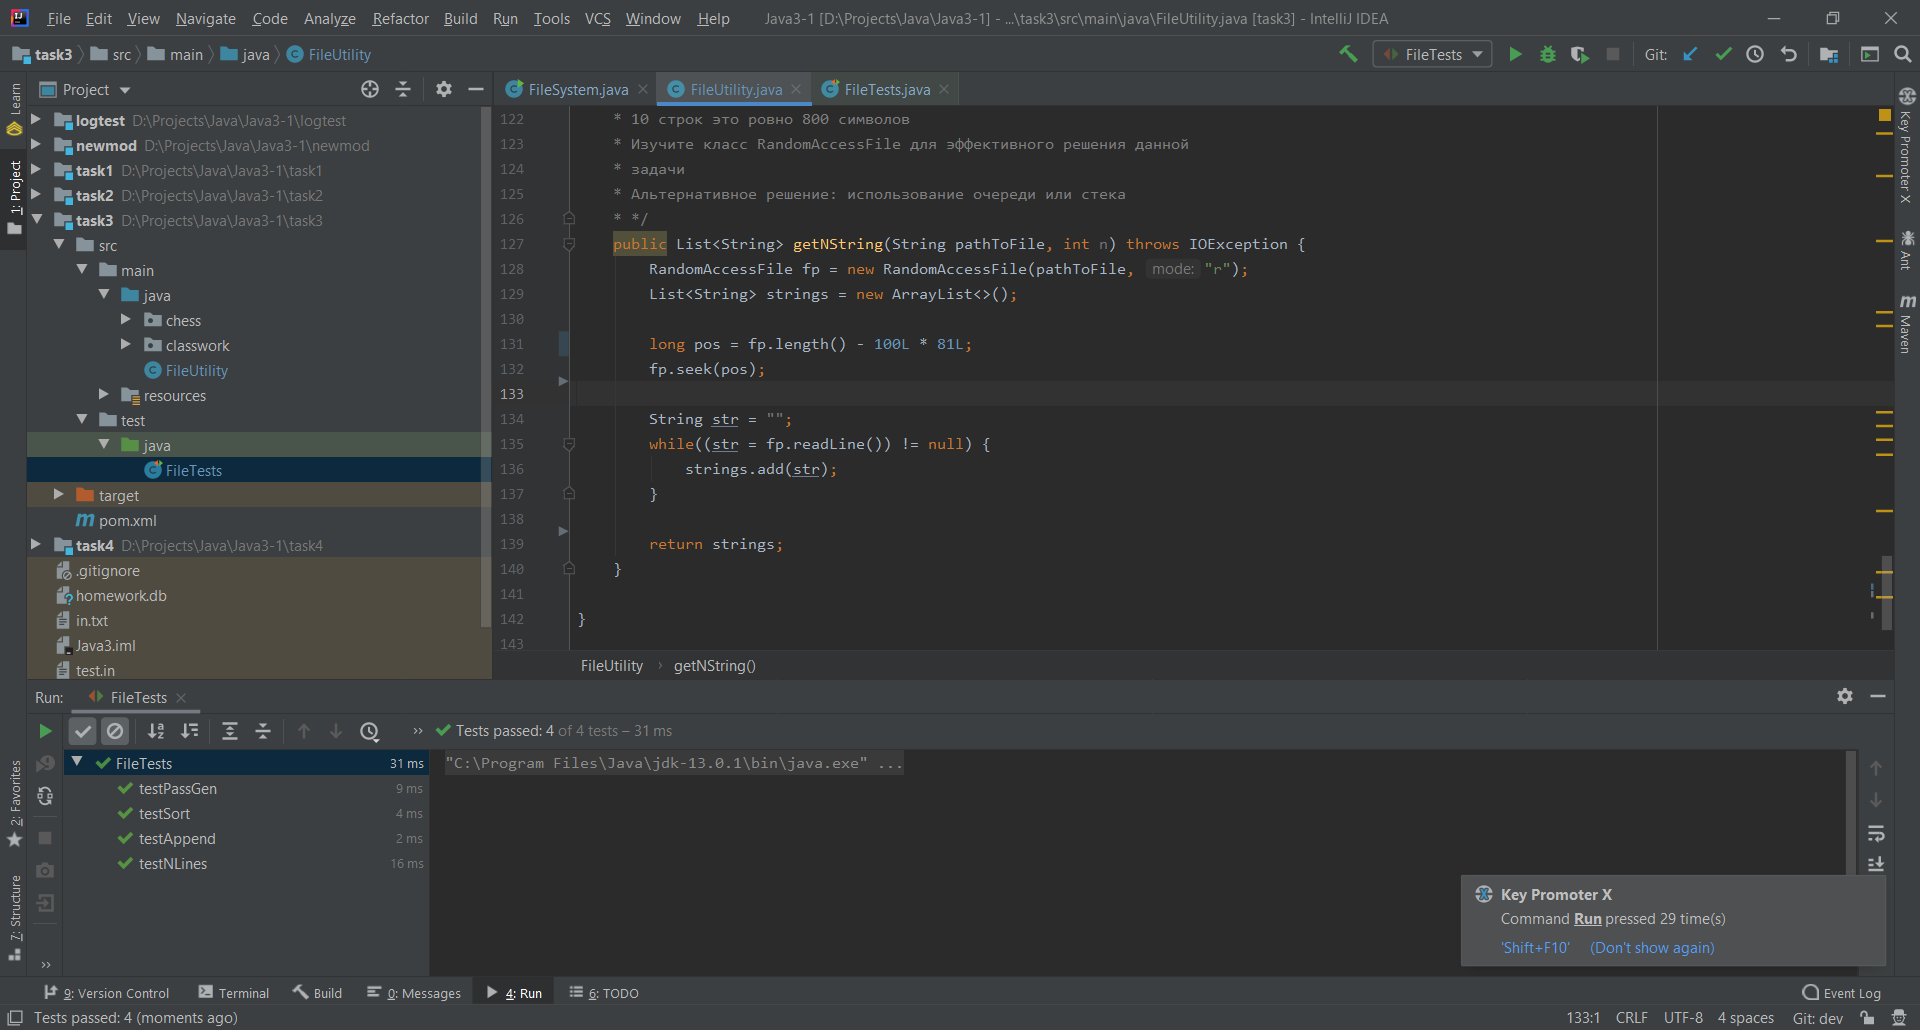 File Edit View Navigate Code Analyze Refactor Build Run Tools VCS Window Help Java3-1 [D:\Projects\Java\Java3-1] - ...\task3\src\main\java\FileUtility.java [task3] - IntelliJ IDEA
task3 src main java FileUtility FileTests Git:
Learn
1: Project
Project
logtest D:\Projects\Java\Java3-1\logtest
newmod D:\Projects\Java\Java3-1\newmod
task1 D:\Projects\Java\Java3-1\task1
task2 D:\Projects\Java\Java3-1\task2
task3 D:\Projects\Java\Java3-1\task3
src
main
java
chess
classwork
FileUtility
resources
test
java
FileTests
target
pom.xml
task4 D:\Projects\Java\Java3-1\task4
.gitignore
homework.db
in.txt
Java3.iml
test.in
FileSystem.java FileUtility.java FileTests.java
122 * 10 строк это ровно 800 символов
123 * Изучите класс RandomAccessFile для эффективного решения данной
124 * задачи
125 * Альтернативное решение: использование очереди или стека
126 * */
127 public List<String> getNString(String pathToFile, int n) throws IOException {
128 RandomAccessFile fp = new RandomAccessFile(pathToFile, mode: "r");
129 List<String> strings = new ArrayList<>();
130
131 long pos = fp.length() - 100L * 81L;
132 fp.seek(pos);
133
134 String str = "";
135 while((str = fp.readLine()) != null) {
136 strings.add(str);
137 }
138
139 return strings;
140 }
141
142 }
143
FileUtility getNString()
Key Promoter X
Ant
Maven
Run: FileTests
Tests passed: 4 of 4 tests – 31 ms
FileTests 31 ms
testPassGen 9 ms
testSort 4 ms
testAppend 2 ms
testNLines 16 ms
"C:\Program Files\Java\jdk-13.0.1\bin\java.exe" ...
2: Favorites
7: Structure
Key Promoter X
Command Run pressed 29 time(s)
'Shift+F10' (Don't show again)
9: Version Control Terminal Build 0: Messages 4: Run 6: TODO Event Log
Tests passed: 4 (moments ago) 133:1 CRLF UTF-8 4 spaces Git: dev